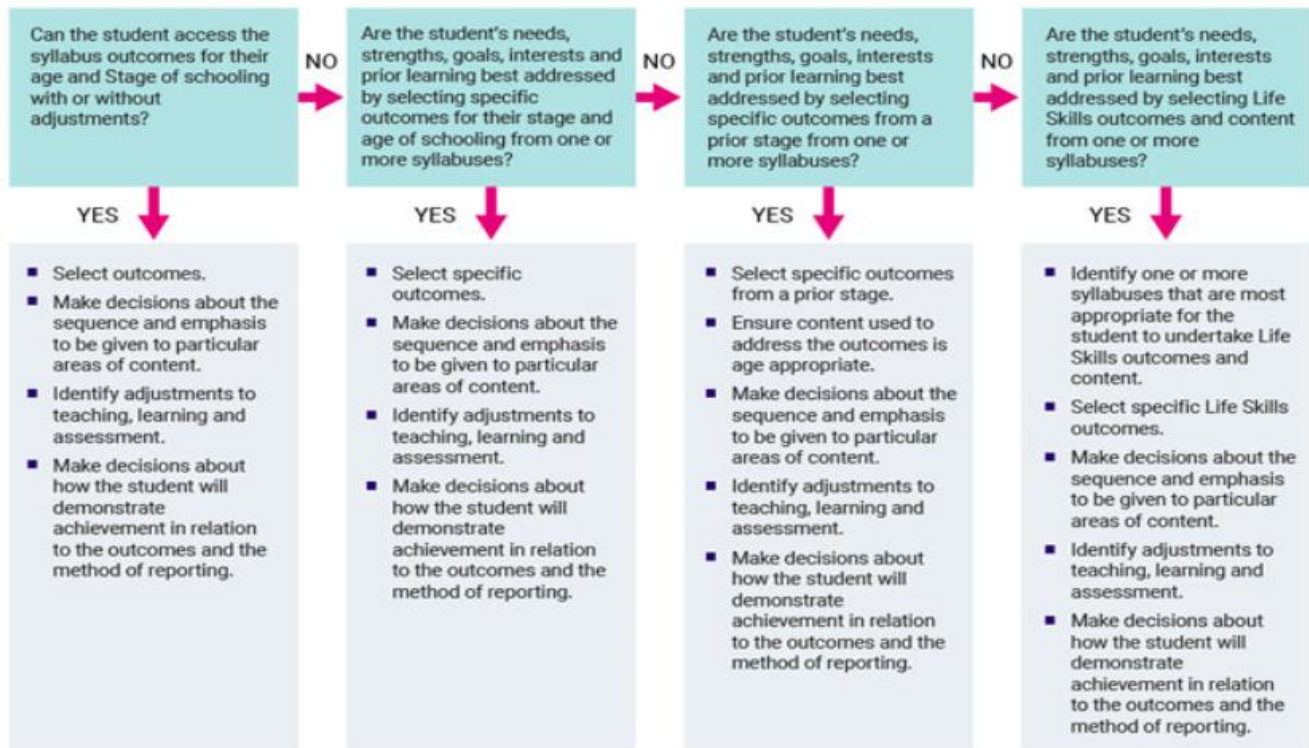 Can the student access the
syllabus outcomes for their
age and Stage of schooling
with or without
adjustments?
NO
Are the student's needs,
strengths, goals, interests and
prior learning best addressed
by selecting specific
outcomes for their stage and
age of schooling from one or
more syllabuses?
NO
Are the student's needs,
strengths, goals, interests
and prior learning best
addressed by selecting
specific outcomes from a
prior stage from one or
more syllabuses?
NO
Are the student's needs,
strengths, goals, interests
and prior learning best
addressed by selecting Life
Skills outcomes and content
from one or more
syllabuses?
YES
YES
YES
YES
▪ Select outcomes.
▪ Make decisions about the
sequence and emphasis
to be given to particular
areas of content.
▪ Identify adjustments to
teaching, learning and
assessment.
▪ Make decisions about
how the student will
demonstrate
achievement in relation
to the outcomes and the
method of reporting.
▪ Select specific
outcomes.
▪ Make decisions about the
sequence and emphasis
to be given to particular
areas of content.
▪ Identify adjustments to
teaching, learning and
assessment.
▪ Make decisions about
how the student will
demonstrate
achievement in relation
to the outcomes and the
method of reporting.
▪ Select specific outcomes
from a prior stage.
▪ Ensure content used to
address the outcomes is
age appropriate.
▪ Make decisions about the
sequence and emphasis
to be given to particular
areas of content.
▪ Identify adjustments to
teaching, learning and
assessment.
▪ Make decisions about
how the student will
demonstrate
achievement in relation
to the outcomes and the
method of reporting.
▪ Identify one or more
syllabuses that are most
appropriate for the
student to undertake Life
Skills outcomes and
content.
▪ Select specific Life Skills
outcomes.
▪ Make decisions about the
sequence and emphasis
to be given to particular
areas of content.
▪ Identify adjustments to
teaching, learning and
assessment.
▪ Make decisions about
how the student will
demonstrate
achievement in relation
to the outcomes and the
method of reporting.